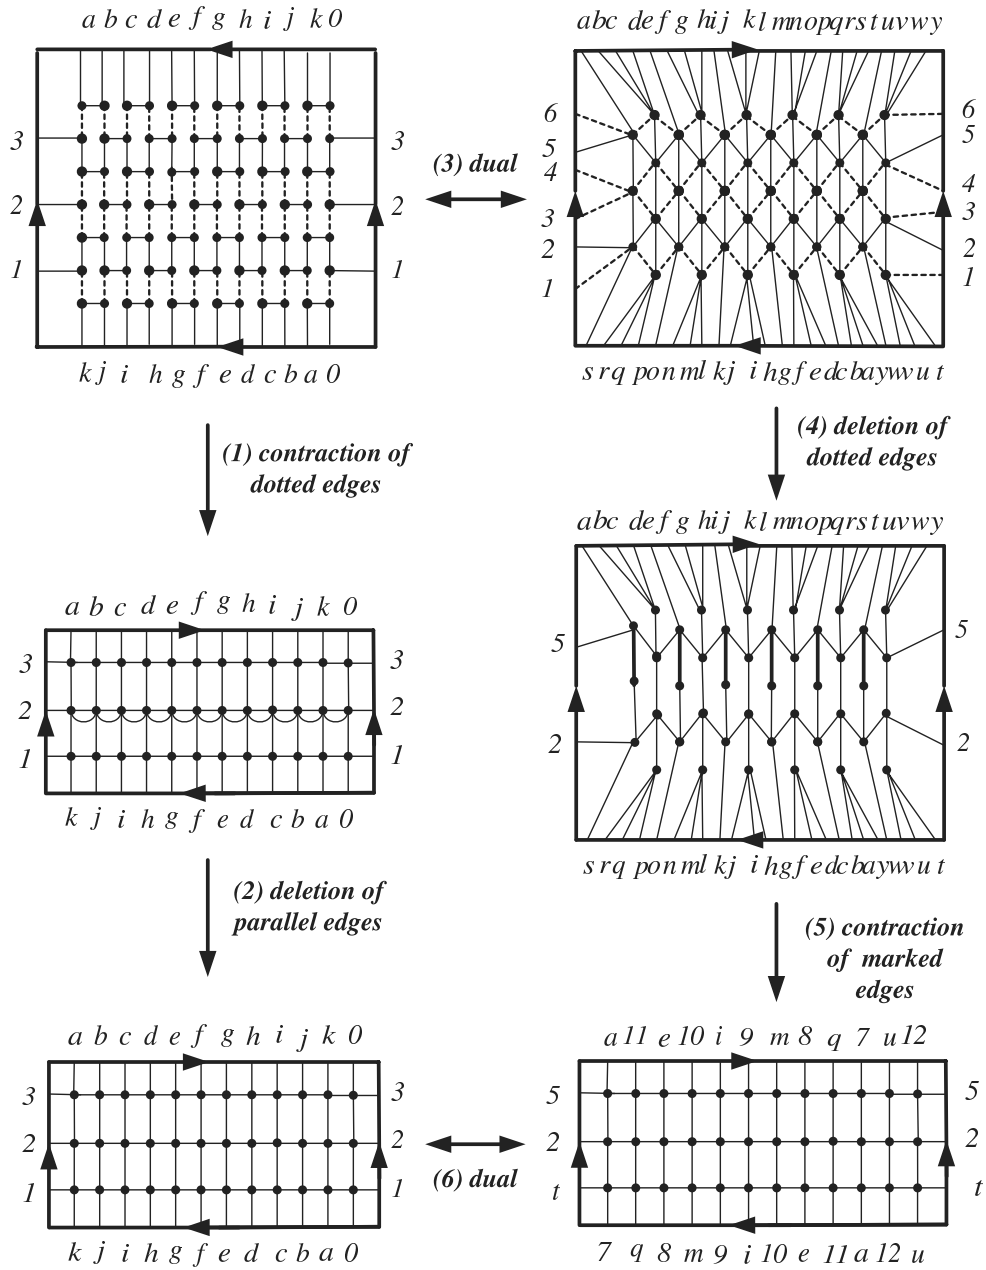 a b c d e f g h i j k 0
3 3
2 2
1 1
k j i h g f e d c b a 0
(3) dual
abc def g hij kl mnopqrstuvwy
6 6
5 5
4 4
3 3
2 2
1 1
s r q p o n m l k j i h g f e d c b a y w v u t
(1) contraction of
dotted edges
(4) deletion of
dotted edges
a b c d e f g h i j k 0
3 3
2 2
1 1
k j i h g f e d c b a 0
abc def g hij kl mnopqrstuvwy
5 5
2 2
s r q p o n m l k j i h g f e d c b a y w v u t
(2) deletion of
parallel edges
(5) contraction
of marked
edges
a b c d e f g h i j k 0
3 3
2 2
1 1
k j i h g f e d c b a 0
(6) dual
a 11 e 10 i 9 m 8 q 7 u 12
5 5
2 2
t t
7 q 8 m 9 i 10 e 11 a 12 u